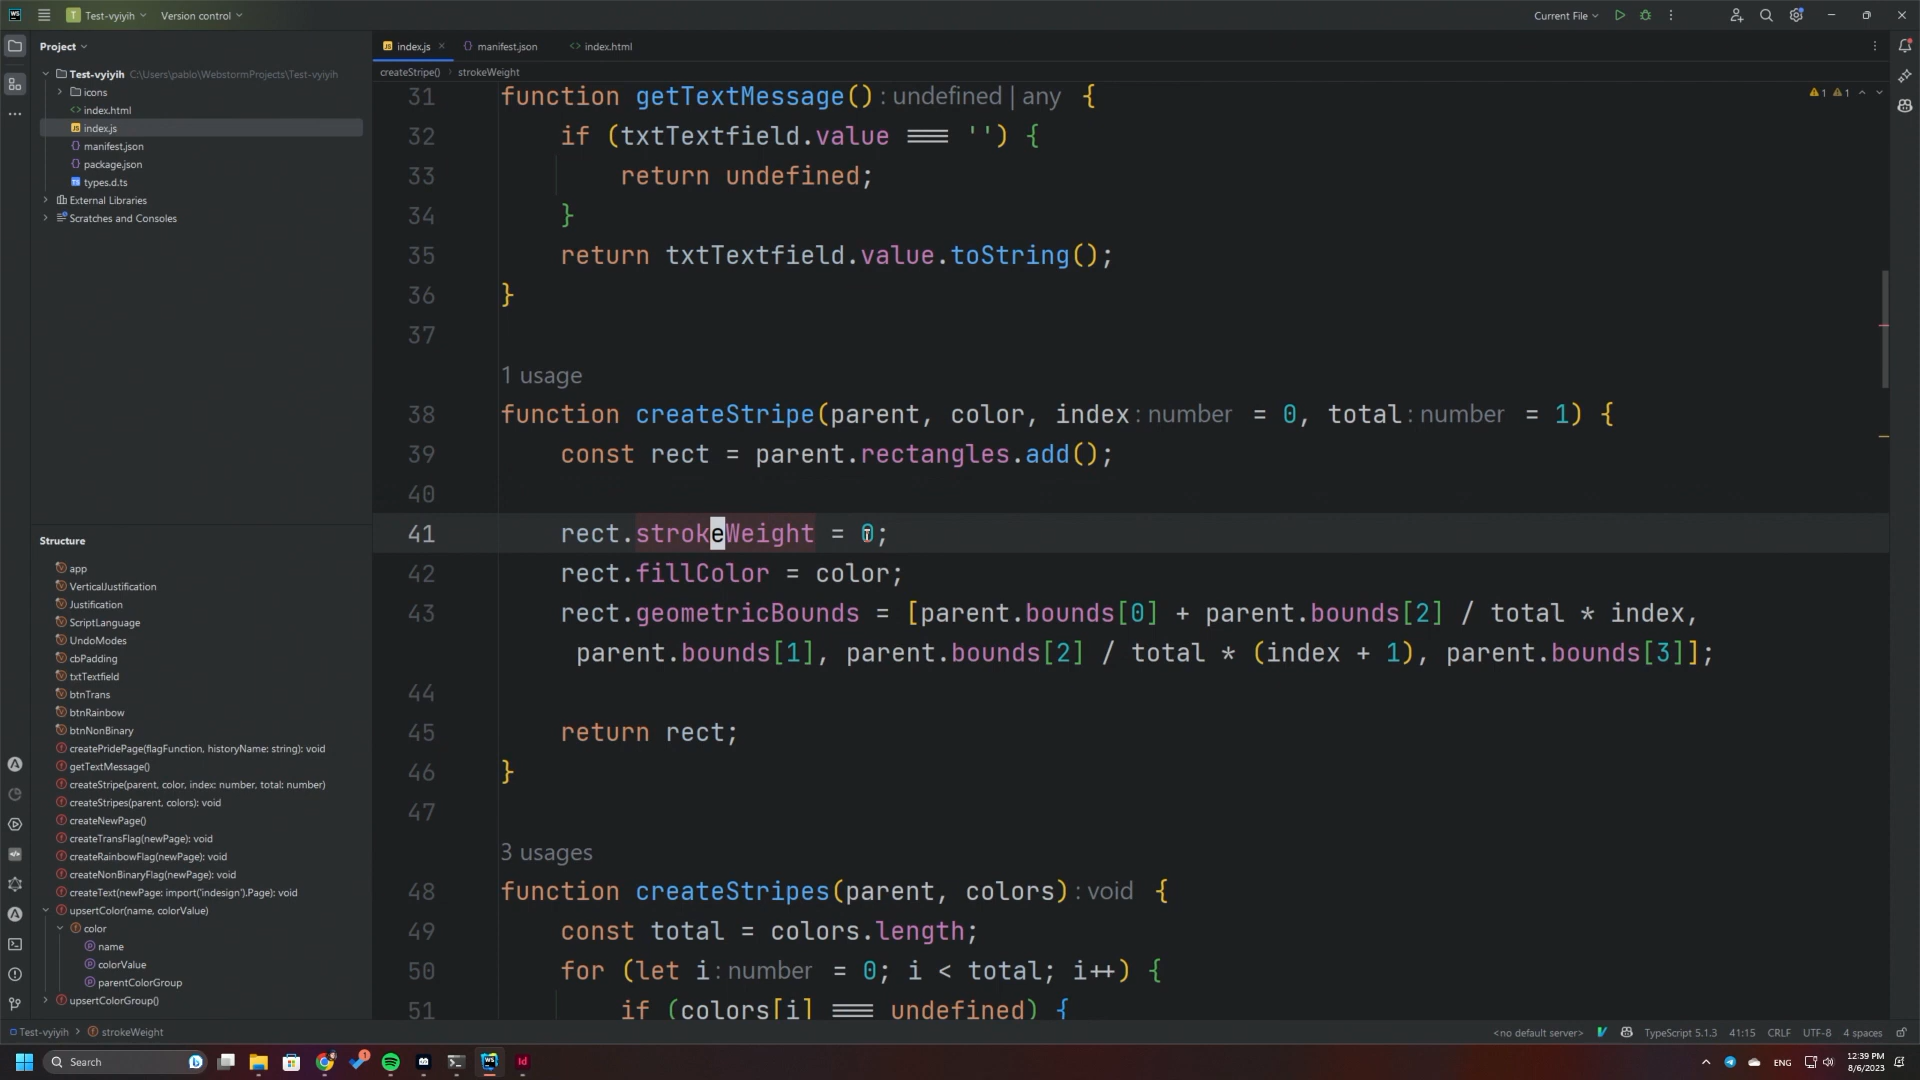 WS
T
Test-vyiyih
Version control
Current File
Project
index.js
manifest.json
index.html
Test-vyiyih C:\Users\pablo\WebstormProjects\Test-vyiyih
icons
index.html
index.js
manifest.json
package.json
types.d.ts
External Libraries
Scratches and Consoles
createStripe() strokeWeight
1 1
31 function getTextMessage() : undefined | any {
32 if (txtTextfield.value === '') {
33 return undefined;
34 }
35 return txtTextfield.value.toString();
36 }
37
1 usage
38 function createStripe(parent, color, index : number = 0, total : number = 1) {
39 const rect = parent.rectangles.add();
40
41 rect.strokeWeight = 0;
42 rect.fillColor = color;
43 rect.geometricBounds = [parent.bounds[0] + parent.bounds[2] / total * index,
parent.bounds[1], parent.bounds[2] / total * (index + 1), parent.bounds[3]];
44
45 return rect;
46 }
47
3 usages
48 function createStripes(parent, colors) : void {
49 const total = colors.length;
50 for (let i : number = 0; i < total; i++) {
51 if (colors[i] === undefined) {
Structure
app
VerticalJustification
Justification
ScriptLanguage
UndoModes
cbPadding
txtTextfield
btnTrans
btnRainbow
btnNonBinary
createPridePage(flagFunction, historyName: string): void
getTextMessage()
createStripe(parent, color, index: number, total: number)
createStripes(parent, colors): void
createNewPage()
createTransFlag(newPage): void
createRainbowFlag(newPage): void
createNonBinaryFlag(newPage): void
createText(newPage: import('indesign').Page): void
upsertColor(name, colorValue)
color
name
colorValue
parentColorGroup
upsertColorGroup()
Test-vyiyih > strokeWeight
<no default server> TypeScript 5.1.3 41:15 CRLF UTF-8 4 spaces
Search
WS
Id
ENG
12:39 PM
8/6/2023